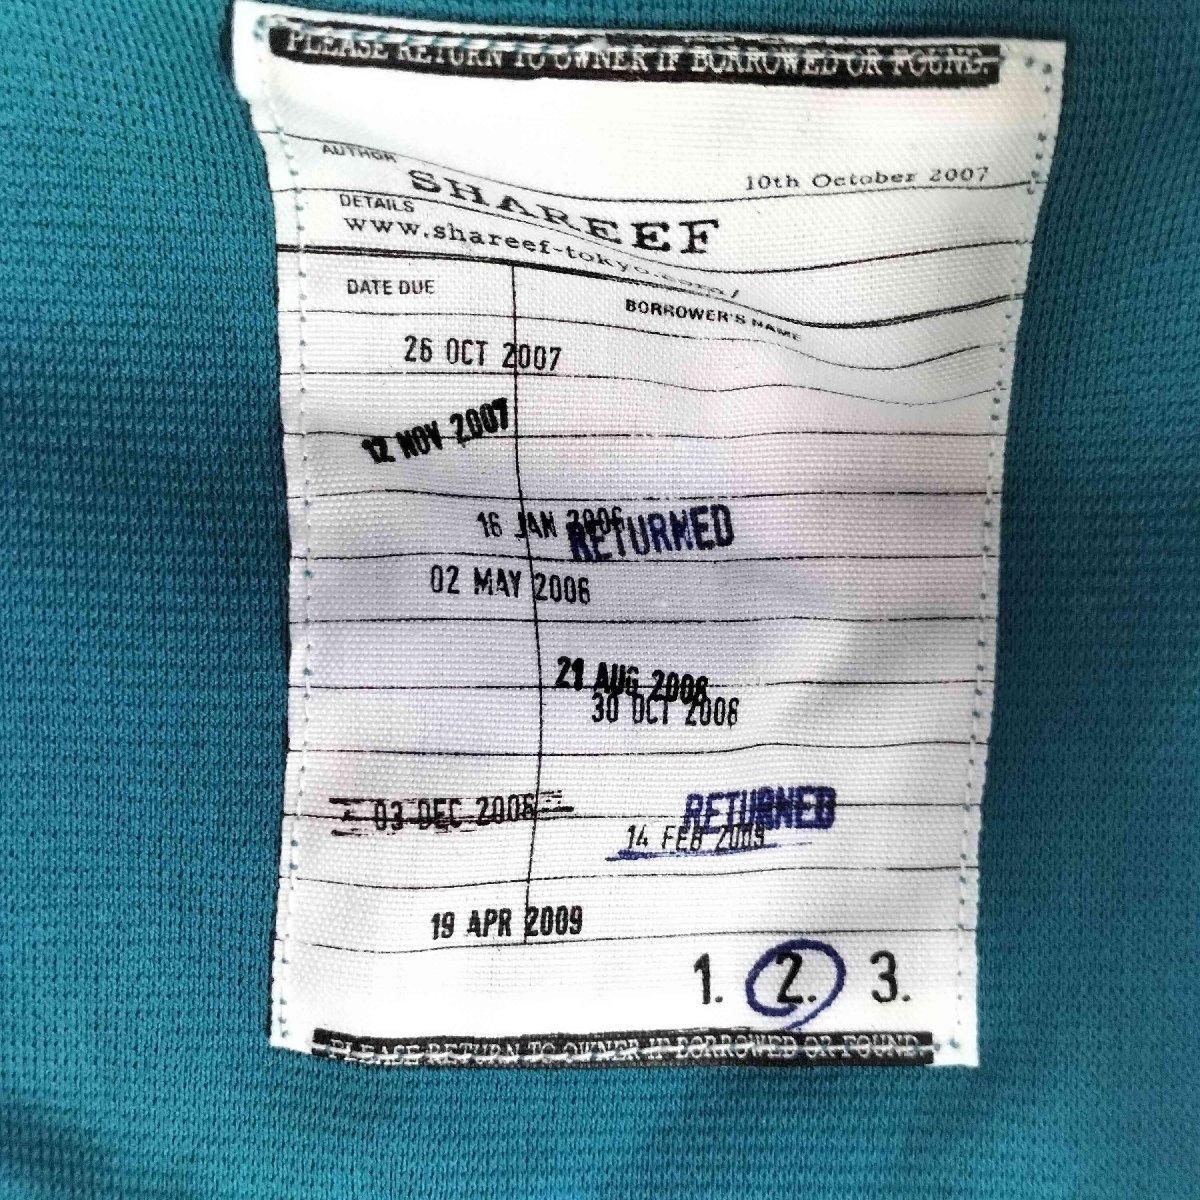 PLEASE RETURN TO OWNER IF BORROWED OR FOUND.
AUTHOR
SHAREEF
10th October 2007
DETAILS
www.shareef-tokyo.com/
DATE DUE
BORROWER'S NAME
26 OCT 2007
12 NOV 2007
16 JAN 2006
RETURNED
02 MAY 2006
21 AUG 2006
30 OCT 2006
03 DEC 2006
RETURNED
14 FEB 2009
19 APR 2009
1. 2. 3.
PLEASE RETURN TO OWNER IF BORROWED OR FOUND.